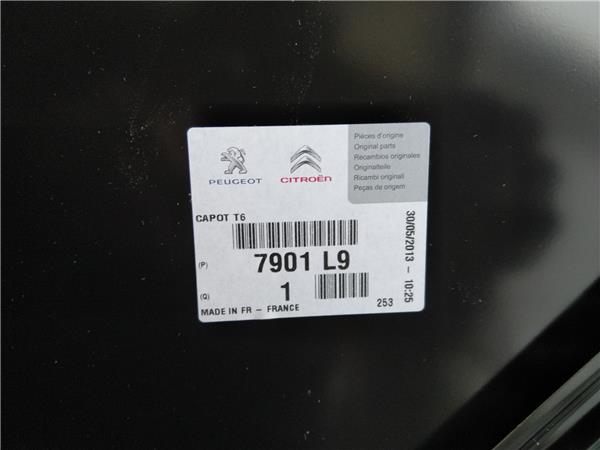 PEUGEOT
CITROËN
Pièces d'origine
Original parts
Recambios originales
Originalteile
Ricambi originali
Peças de origem
CAPOT T6
(P) 7901 L9
(Q) 1
253
MADE IN FR - FRANCE
30/05/2013 - 10:25